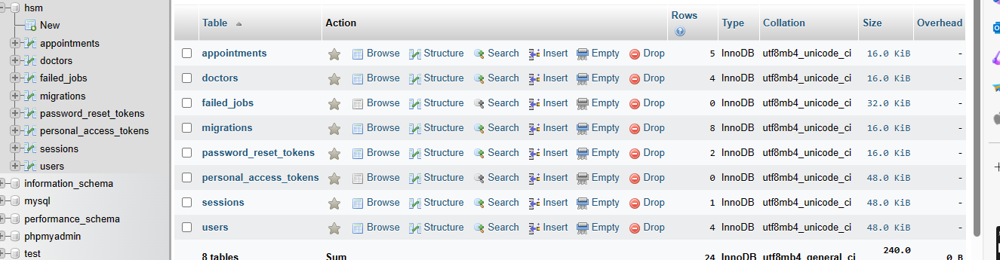 hsm
New
appointments
doctors
failed_jobs
migrations
password_reset_tokens
personal_access_tokens
sessions
users
information_schema
mysql
performance_schema
phpmyadmin
test
Table Action Rows Type Collation Size Overhead
appointments Browse Structure Search Insert Empty Drop 5 InnoDB utf8mb4_unicode_ci 16.0 KiB -
doctors Browse Structure Search Insert Empty Drop 4 InnoDB utf8mb4_unicode_ci 16.0 KiB -
failed_jobs Browse Structure Search Insert Empty Drop 0 InnoDB utf8mb4_unicode_ci 32.0 KiB -
migrations Browse Structure Search Insert Empty Drop 8 InnoDB utf8mb4_unicode_ci 16.0 KiB -
password_reset_tokens Browse Structure Search Insert Empty Drop 2 InnoDB utf8mb4_unicode_ci 16.0 KiB -
personal_access_tokens Browse Structure Search Insert Empty Drop 0 InnoDB utf8mb4_unicode_ci 48.0 KiB -
sessions Browse Structure Search Insert Empty Drop 1 InnoDB utf8mb4_unicode_ci 48.0 KiB -
users Browse Structure Search Insert Empty Drop 4 InnoDB utf8mb4_unicode_ci 48.0 KiB -
8 tables Sum 24 InnoDB utf8mb4_general_ci 240.0 0 B